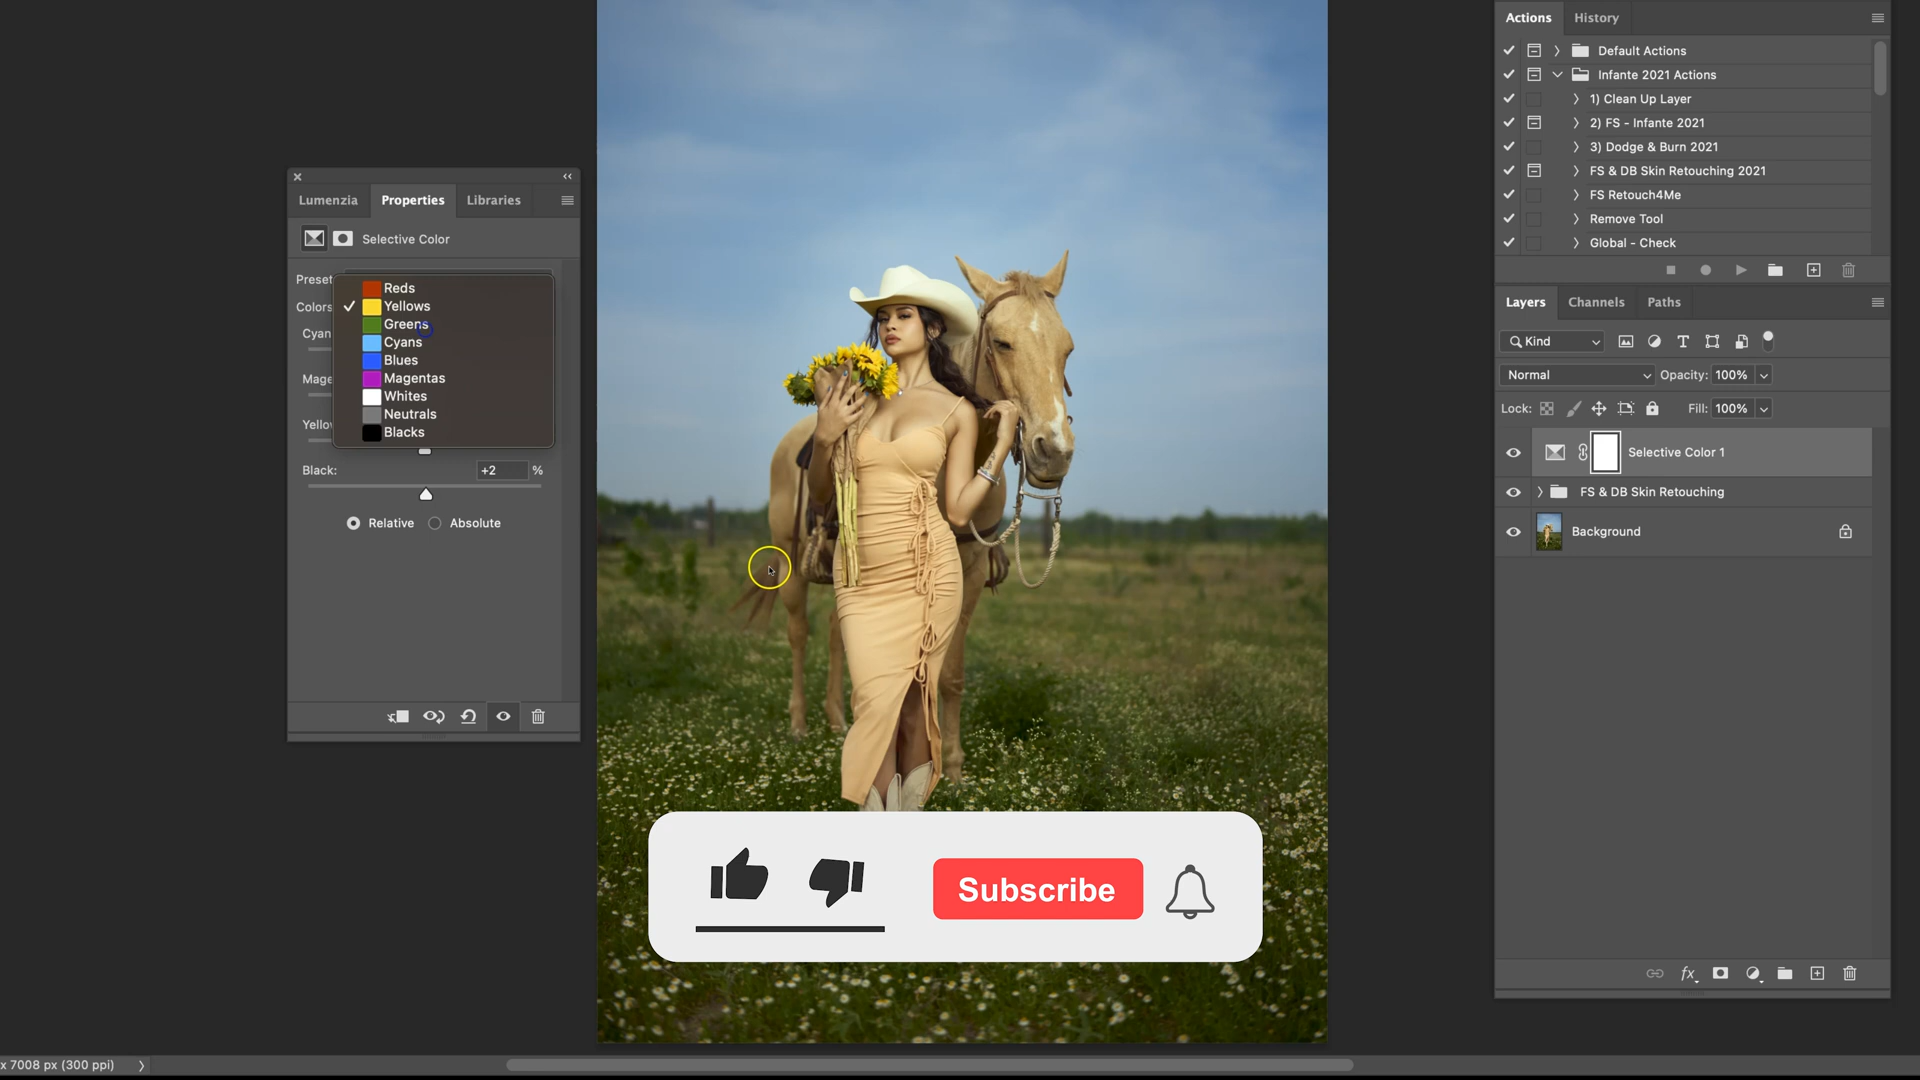 Lumenzia
Properties
Libraries
Selective Color
Preset
Colors
Reds
Yellows
Greens
Cyans
Blues
Magentas
Whites
Neutrals
Blacks
Cyan
Mage
Yello
Black:
+2
%
Relative
Absolute
Subscribe
x 7008 px (300 ppi)
Actions
History
Default Actions
Infante 2021 Actions
1) Clean Up Layer
2) FS - Infante 2021
3) Dodge & Burn 2021
FS & DB Skin Retouching 2021
FS Retouch4Me
Remove Tool
Global - Check
Layers
Channels
Paths
Kind
Normal
Opacity: 100%
Lock:
Fill: 100%
Selective Color 1
FS & DB Skin Retouching
Background
fx